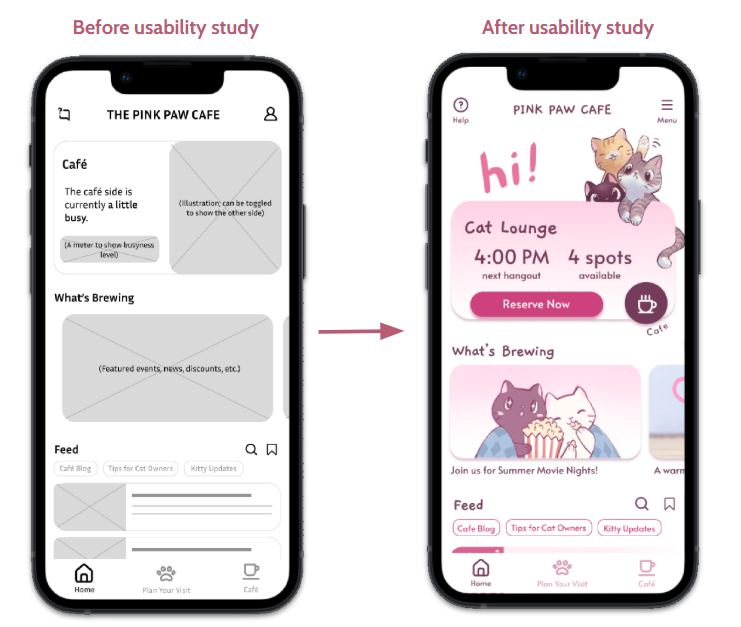 Before usability study
After usability study
THE PINK PAW CAFE
Café
The café side is
currently a little
busy.
(A meter to show busyness
level)
(Illustration; can be toggled
to show the other side)
What's Brewing
(Featured events, news, discounts, etc.)
Feed
Café Blog
Tips for Cat Owners
Kitty Updates
Home
Plan Your Visit
Café
?
Help
PINK PAW CAFE
Menu
hi!
Cat Lounge
4:00 PM
4 spots
next hangout
available
Reserve Now
Cafe
What's Brewing
Join us for Summer Movie Nights!
A warm
Feed
Cafe Blog
Tips for Cat Owners
Kitty Updates
Home
Plan Your Visit
Café